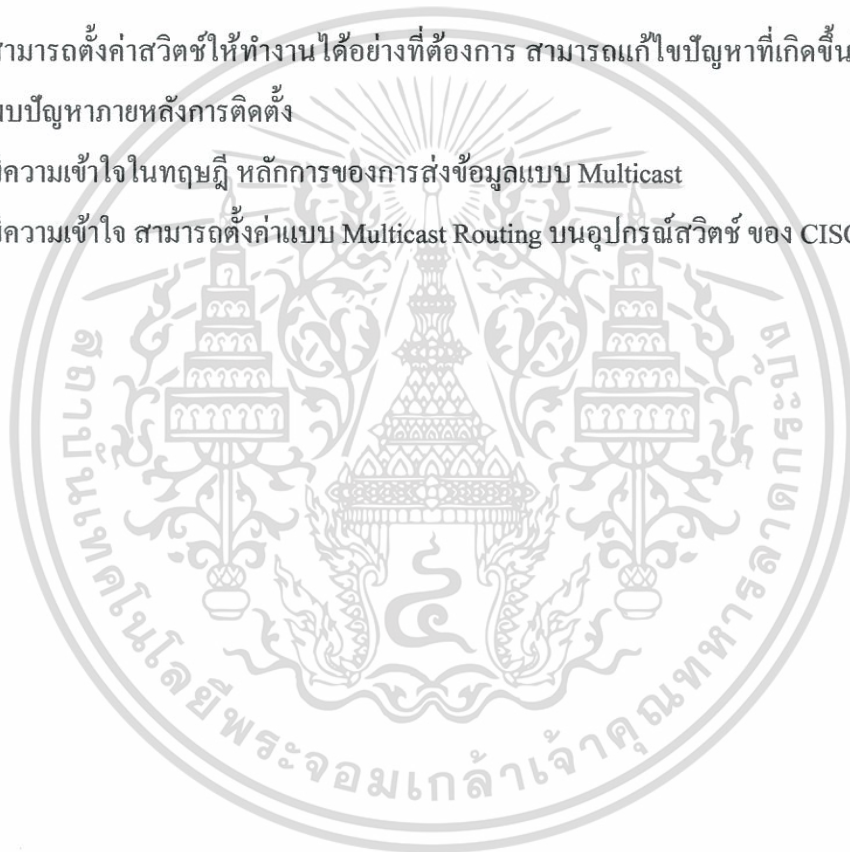 สามารถตั้งค่าสวิตช์ให้ทำงานได้อย่างที่ต้องการ สามารถแก้ไขปัญหาที่เกิดขึ้น
พบปัญหาภายหลังการติดตั้ง
มีความเข้าใจในทฤษฎี หลักการของการส่งข้อมูลแบบ Multicast
มีความเข้าใจ สามารถตั้งค่าแบบ Multicast Routing บนอุปกรณ์สวิตช์ ของ CISC
สถาบันเทคโนโลยีพระจอมเกล้าเจ้าคุณทหารลาดกระบัง